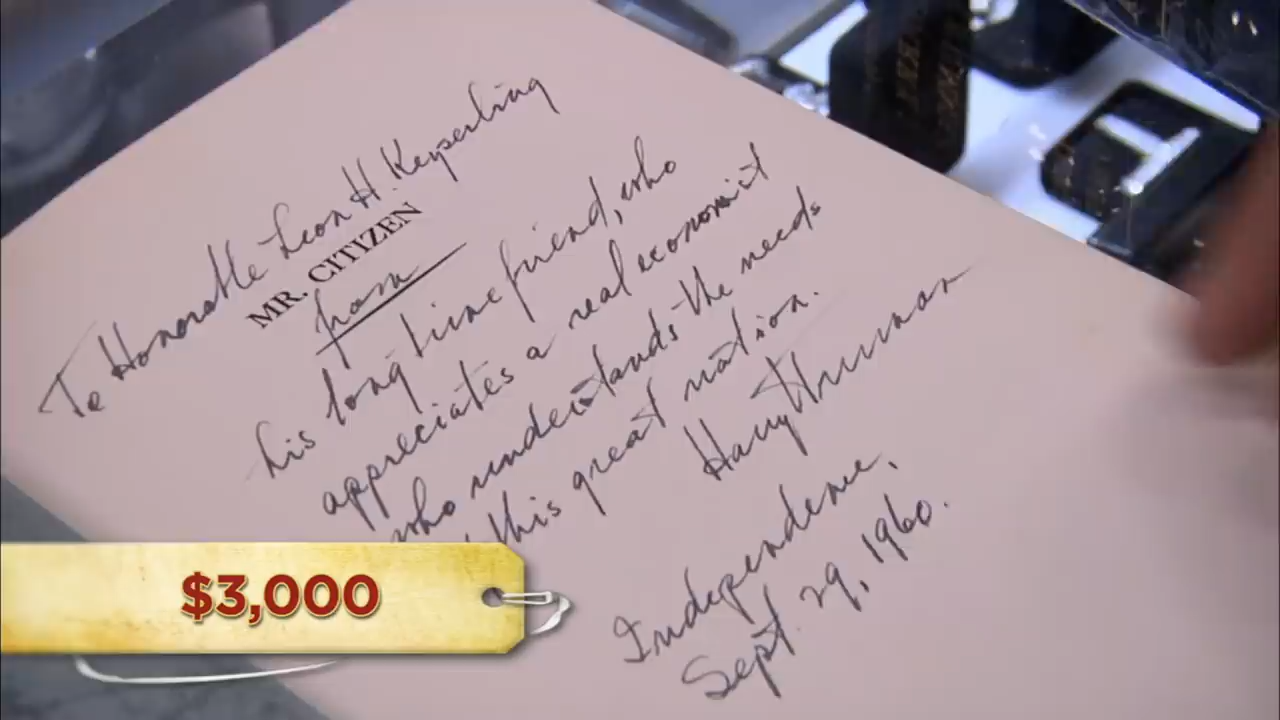 To Honorable Leon H. Keyserling
MR. CITIZEN
from
his long time friend, who
appreciates a real economist
who understands the needs
this great nation.
Harry Truman
Independence,
Sept. 29, 1960.
$3,000